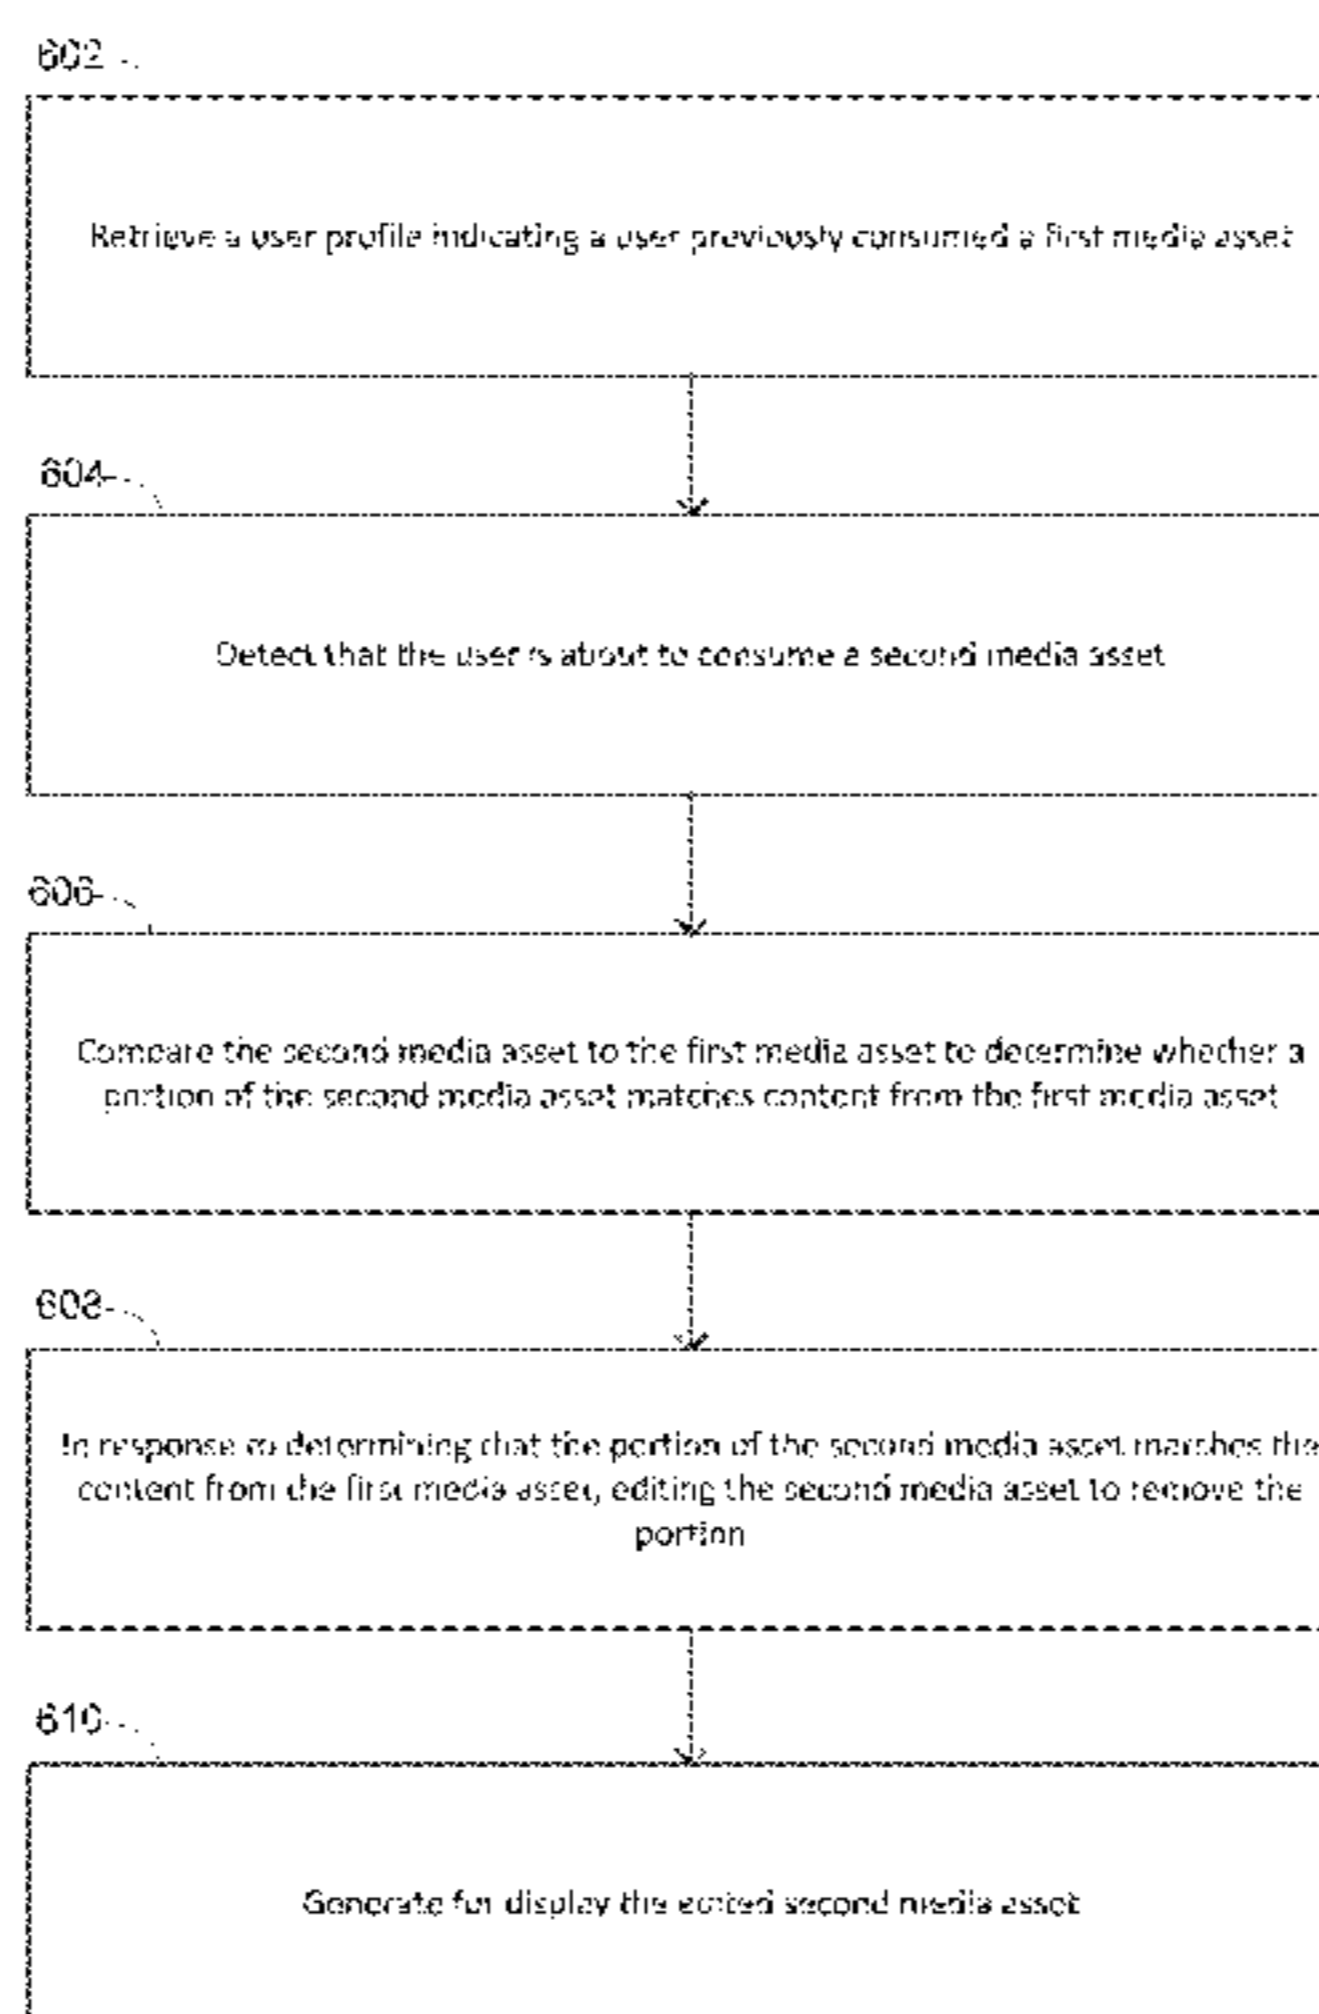 602
Retrieve a user profile indicating a user previously consumed a first media asset
604
Detect that the user is about to consume a second media asset
606
Compare the second media asset to the first media asset to determine whether a
portion of the second media asset matches content from the first media asset
608
In response to determining that the portion of the second media asset matches the
content from the first media asset, editing the second media asset to remove the
portion
610
Generate for display the edited second media asset